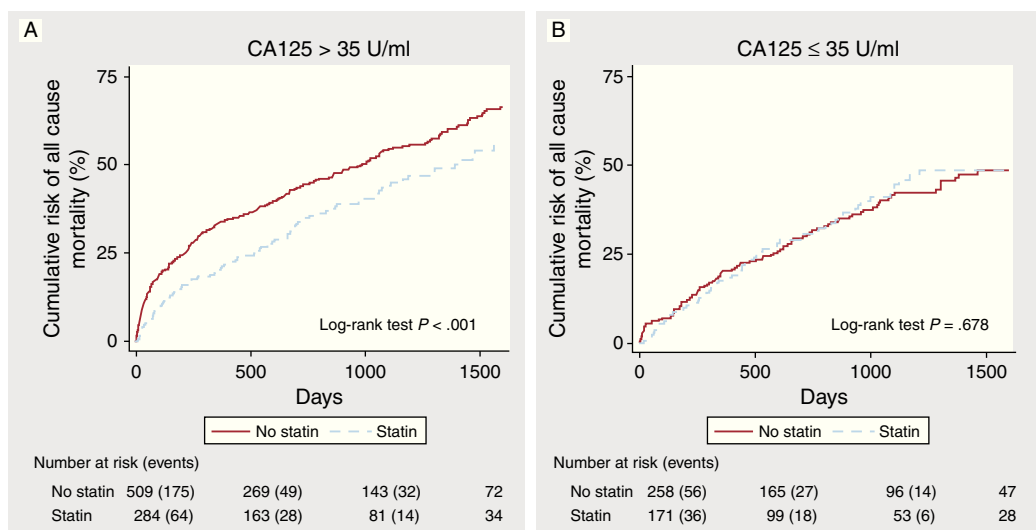 A
CA125 > 35 U/ml
Cumulative risk of all cause
mortality (%)
75
50
25
0
Log-rank test P < .001
0 500 1000 1500
Days
No statin Statin
Number at risk (events)
No statin 509 (175) 269 (49) 143 (32) 72
Statin 284 (64) 163 (28) 81 (14) 34
B
CA125 ≤ 35 U/ml
Cumulative risk of all cause
mortality (%)
75
50
25
0
Log-rank test P = .678
0 500 1000 1500
Days
No statin Statin
Number at risk (events)
No statin 258 (56) 165 (27) 96 (14) 47
Statin 171 (36) 99 (18) 53 (6) 28